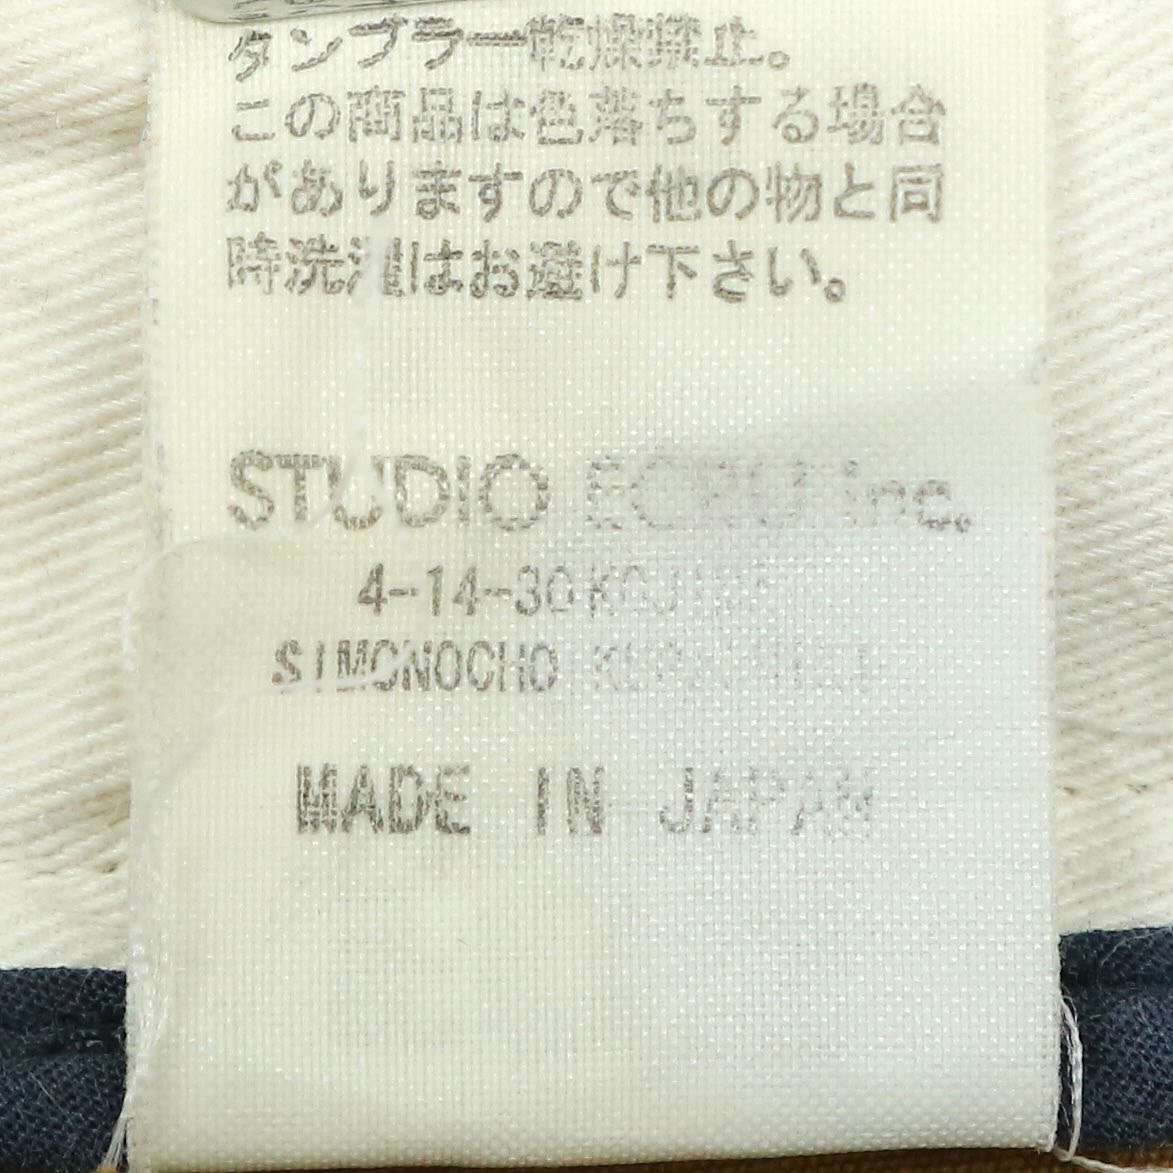 タンブラー乾燥禁止。
この商品は色落ちする場合
がありますので他の物と同
時洗濯はお避け下さい。
STUDIO inc.
4-14-30
SIMONOCHO
MADE IN JAPAN